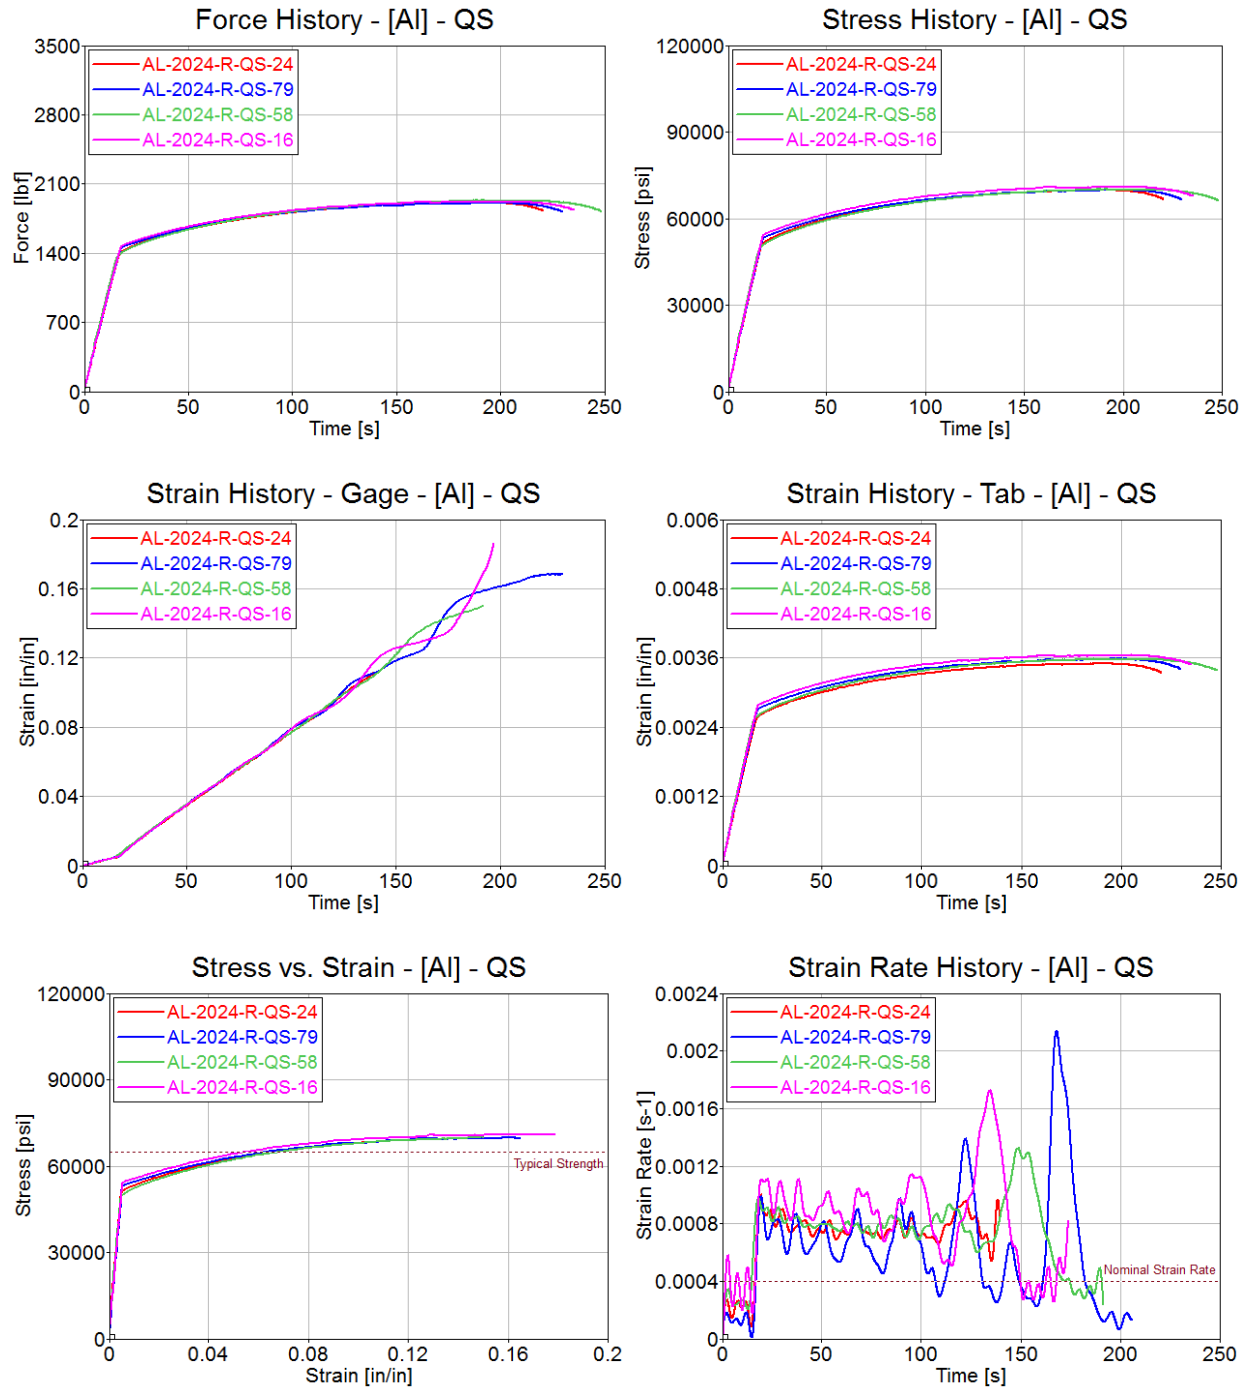 Force History - [Al] - QS
3500
2800
2100
1400
700
0
Force [lbf]
AL-2024-R-QS-24
AL-2024-R-QS-79
AL-2024-R-QS-58
AL-2024-R-QS-16
0 50 100 150 200 250
Time [s]
Stress History - [Al] - QS
120000
90000
60000
30000
0
Stress [psi]
AL-2024-R-QS-24
AL-2024-R-QS-79
AL-2024-R-QS-58
AL-2024-R-QS-16
0 50 100 150 200 250
Time [s]
Strain History - Gage - [Al] - QS
0.2
0.16
0.12
0.08
0.04
0
Strain [in/in]
AL-2024-R-QS-24
AL-2024-R-QS-79
AL-2024-R-QS-58
AL-2024-R-QS-16
0 50 100 150 200 250
Time [s]
Strain History - Tab - [Al] - QS
0.006
0.0048
0.0036
0.0024
0.0012
0
Strain [in/in]
AL-2024-R-QS-24
AL-2024-R-QS-79
AL-2024-R-QS-58
AL-2024-R-QS-16
0 50 100 150 200 250
Time [s]
Stress vs. Strain - [Al] - QS
120000
90000
60000
30000
0
Stress [psi]
AL-2024-R-QS-24
AL-2024-R-QS-79
AL-2024-R-QS-58
AL-2024-R-QS-16
Typical Strength
0 0.04 0.08 0.12 0.16 0.2
Strain [in/in]
Strain Rate History - [Al] - QS
0.0024
0.002
0.0016
0.0012
0.0008
0.0004
0
Strain Rate [s-1]
AL-2024-R-QS-24
AL-2024-R-QS-79
AL-2024-R-QS-58
AL-2024-R-QS-16
Nominal Strain Rate
0 50 100 150 200 250
Time [s]